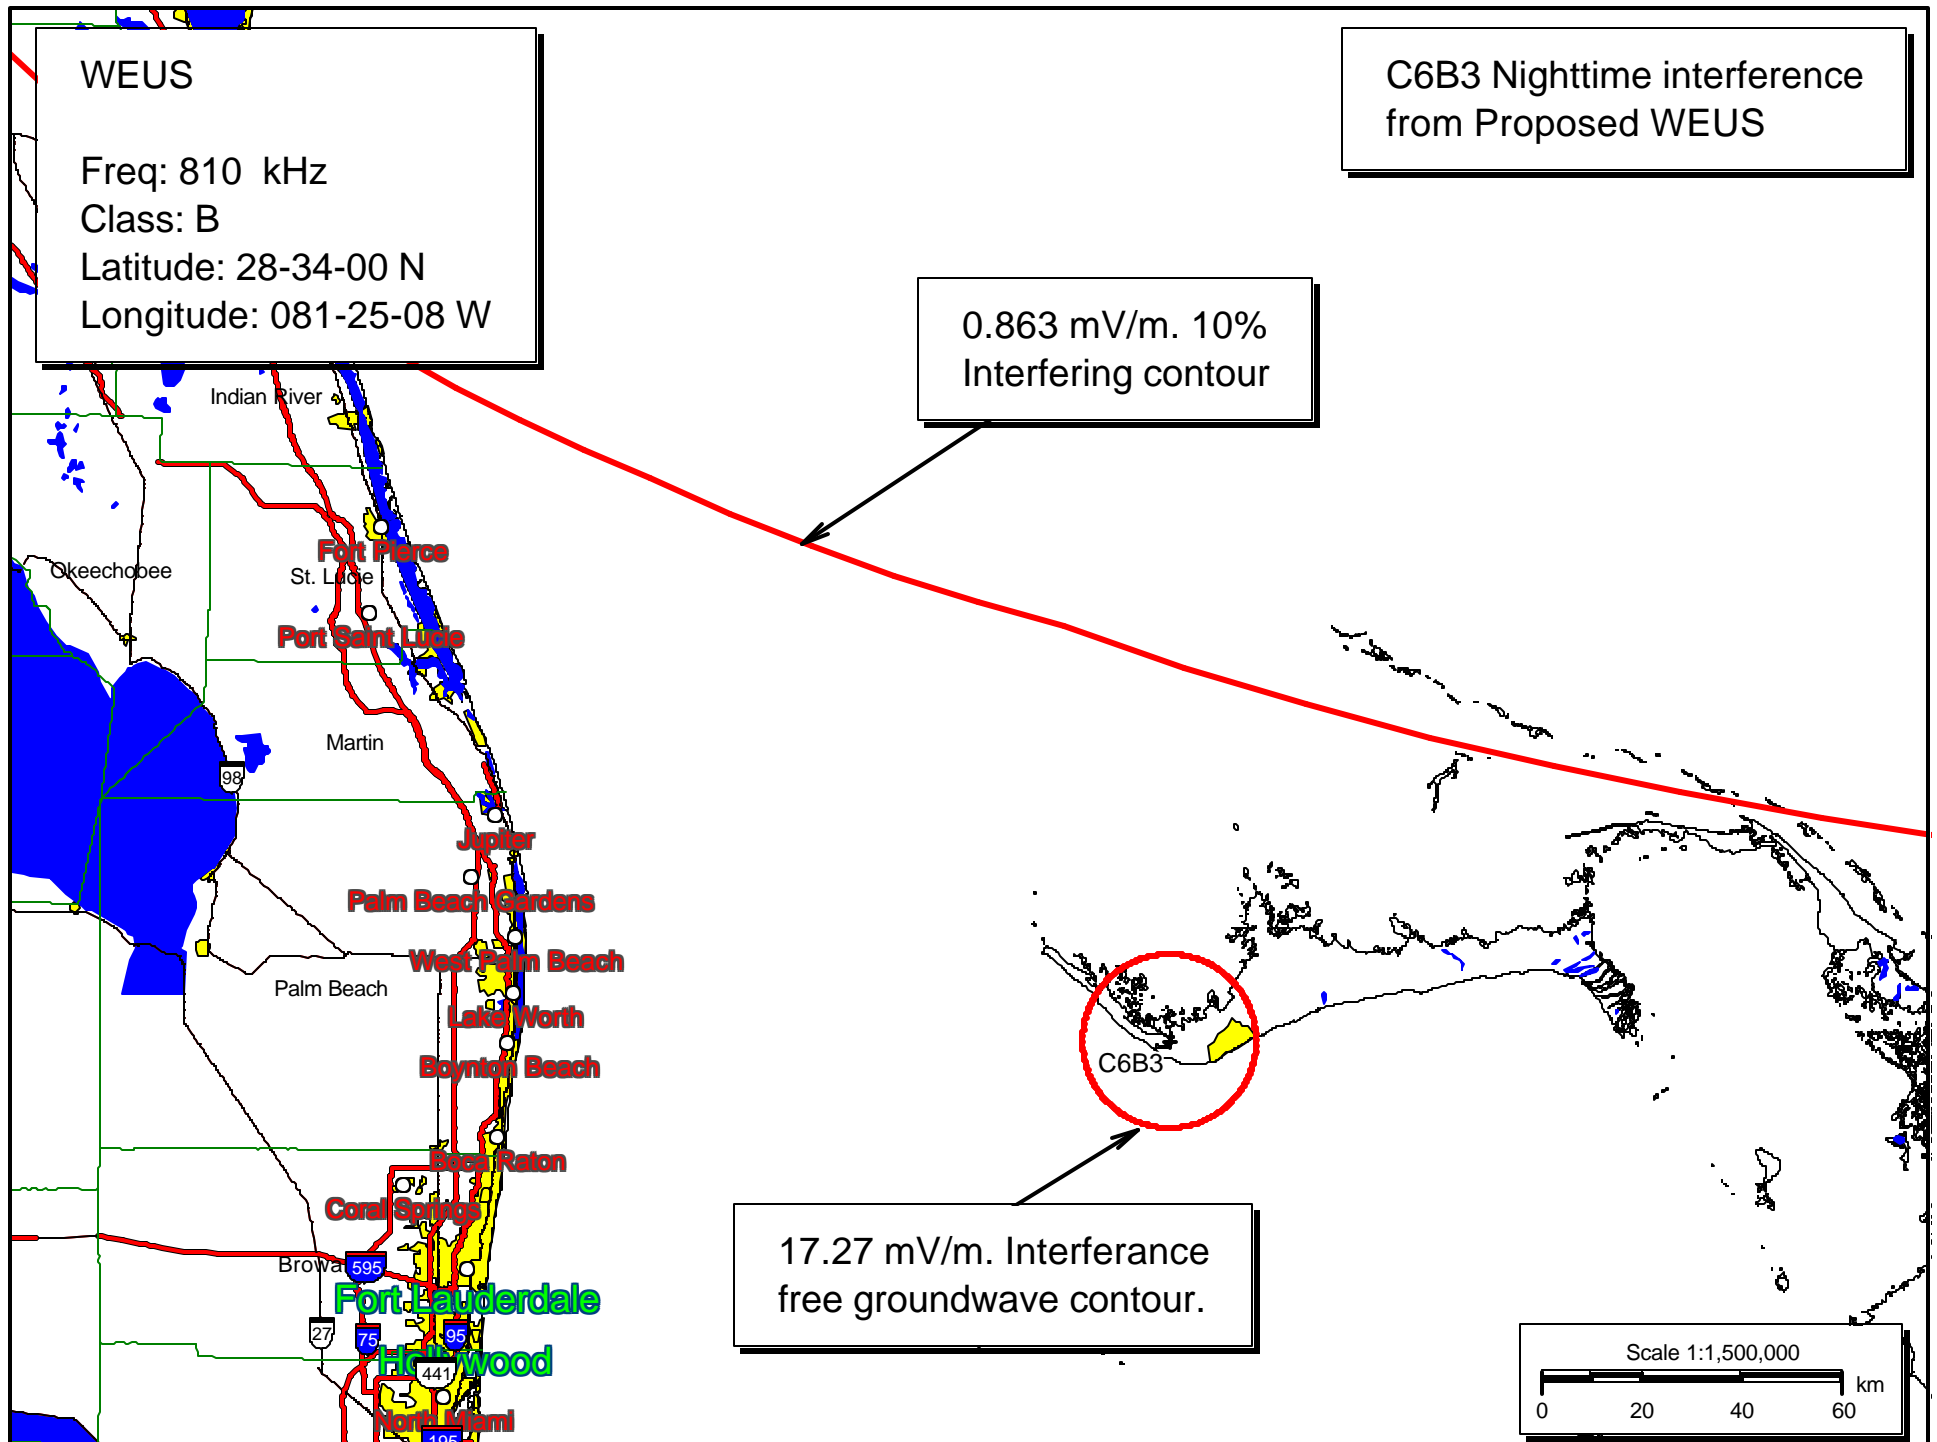 WEUS
Freq: 810 kHz
Class: B
Latitude: 28-34-00 N
Longitude: 081-25-08 W
C6B3 Nighttime interference
from Proposed WEUS
0.863 mV/m. 10%
Interfering contour
Indian River
Fort Pierce
Okeechobee
St. Lucie
Port Saint Lucie
Martin
98
Jupiter
Palm Beach Gardens
West Palm Beach
Palm Beach
Lake Worth
Boynton Beach
C6B3
Boca Raton
Coral Springs
17.27 mV/m. Interferance
free groundwave contour.
Browa
595
Fort Lauderdale
27
75
95
Hollywood
441
North Miami
195
Scale 1:1,500,000
km
0 20 40 60